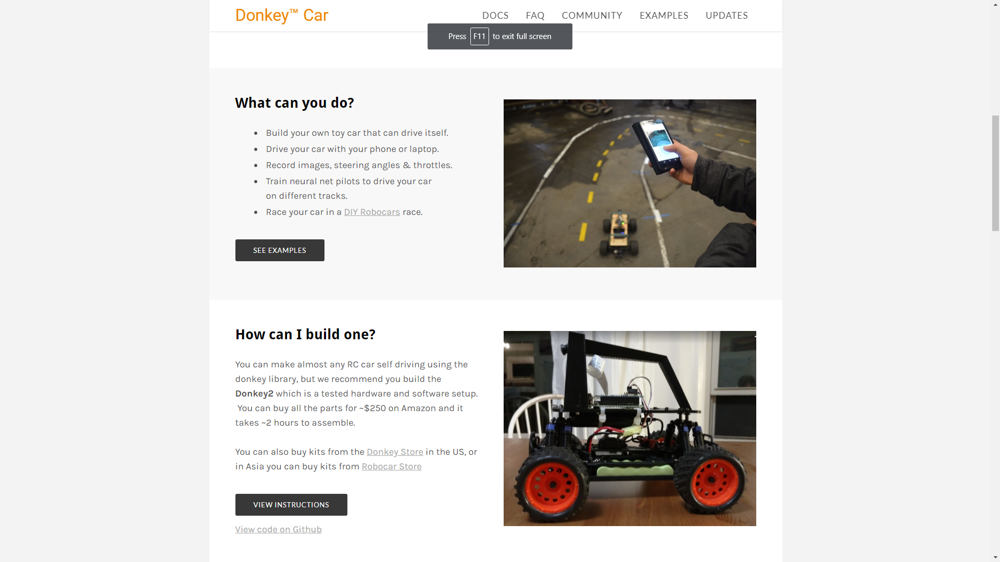 Donkey™ Car
DOCS FAQ COMMUNITY EXAMPLES UPDATES
Press F11 to exit full screen
What can you do?
• Build your own toy car that can drive itself.
• Drive your car with your phone or laptop.
• Record images, steering angles & throttles.
• Train neural net pilots to drive your car
on different tracks.
• Race your car in a DIY Robocars race.
SEE EXAMPLES
How can I build one?
You can make almost any RC car self driving using the
donkey library, but we recommend you build the
Donkey2 which is a tested hardware and software setup.
You can buy all the parts for ~$250 on Amazon and it
takes ~2 hours to assemble.
You can also buy kits from the Donkey Store in the US, or
in Asia you can buy kits from Robocar Store
VIEW INSTRUCTIONS
View code on Github